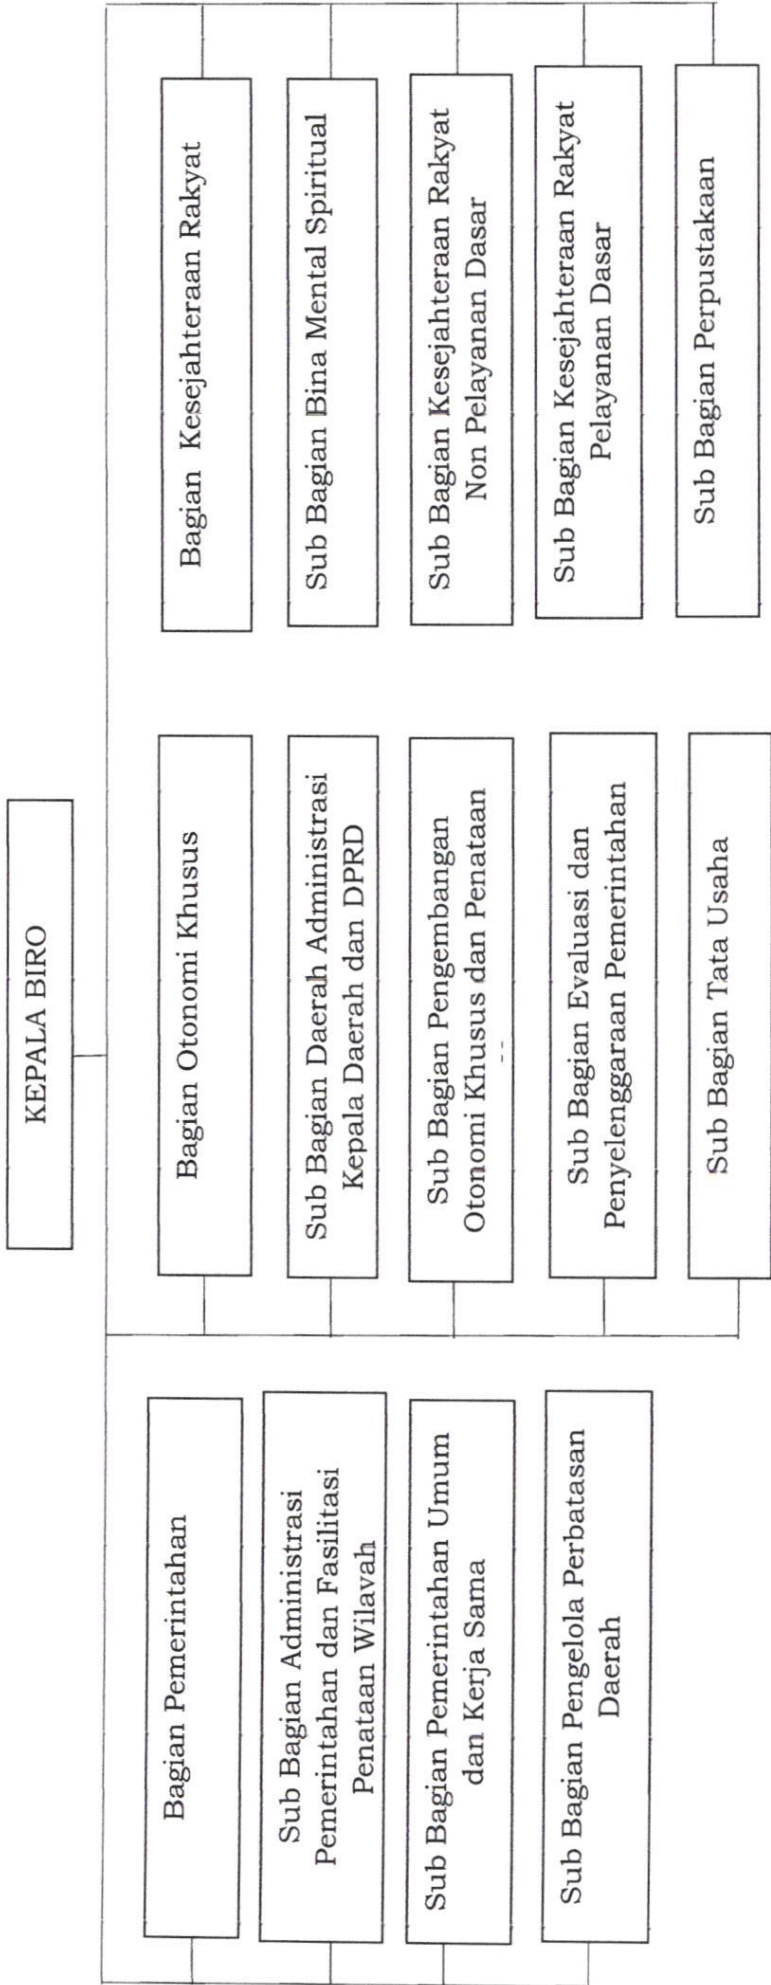 KEPALA BIRO
Bagian Pemerintahan
Sub Bagian Administrasi
Pemerintahan dan Fasilitasi
Penataan Wilavah
Sub Bagian Pemerintahan Umum
dan Kerja Sama
Sub Bagian Pengelola Perbatasan
Daerah
Bagian Otonomi Khusus
Sub Bagian Daerah Administrasi
Kepala Daerah dan DPRD
Sub Bagian Pengembangan
Otonomi Khusus dan Penataan
Sub Bagian Evaluasi dan
Penyelenggaraan Pemerintahan
Sub Bagian Tata Usaha
Bagian Kesejahteraan Rakyat
Sub Bagian Bina Mental Spiritual
Sub Bagian Kesejahteraan Rakyat
Non Pelayanan Dasar
Sub Bagian Kesejahteraan Rakyat
Pelayanan Dasar
Sub Bagian Perpustakaan